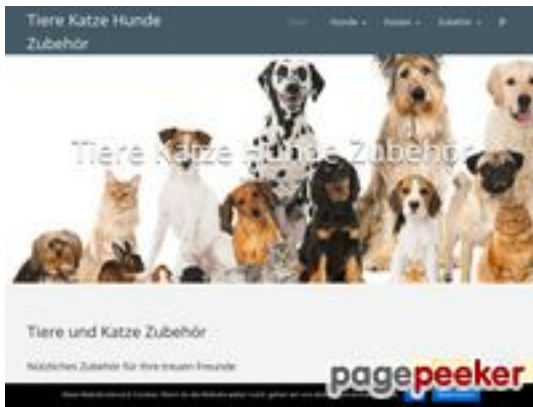 Tiere Katze Hunde
Zubehör
Start Hunde Katzen Zubehör
Tiere Katze Hunde Zubehör
Tiere und Katze Zubehör
Nützliches Zubehör für Ihre treuen Freunde
pagepeeker